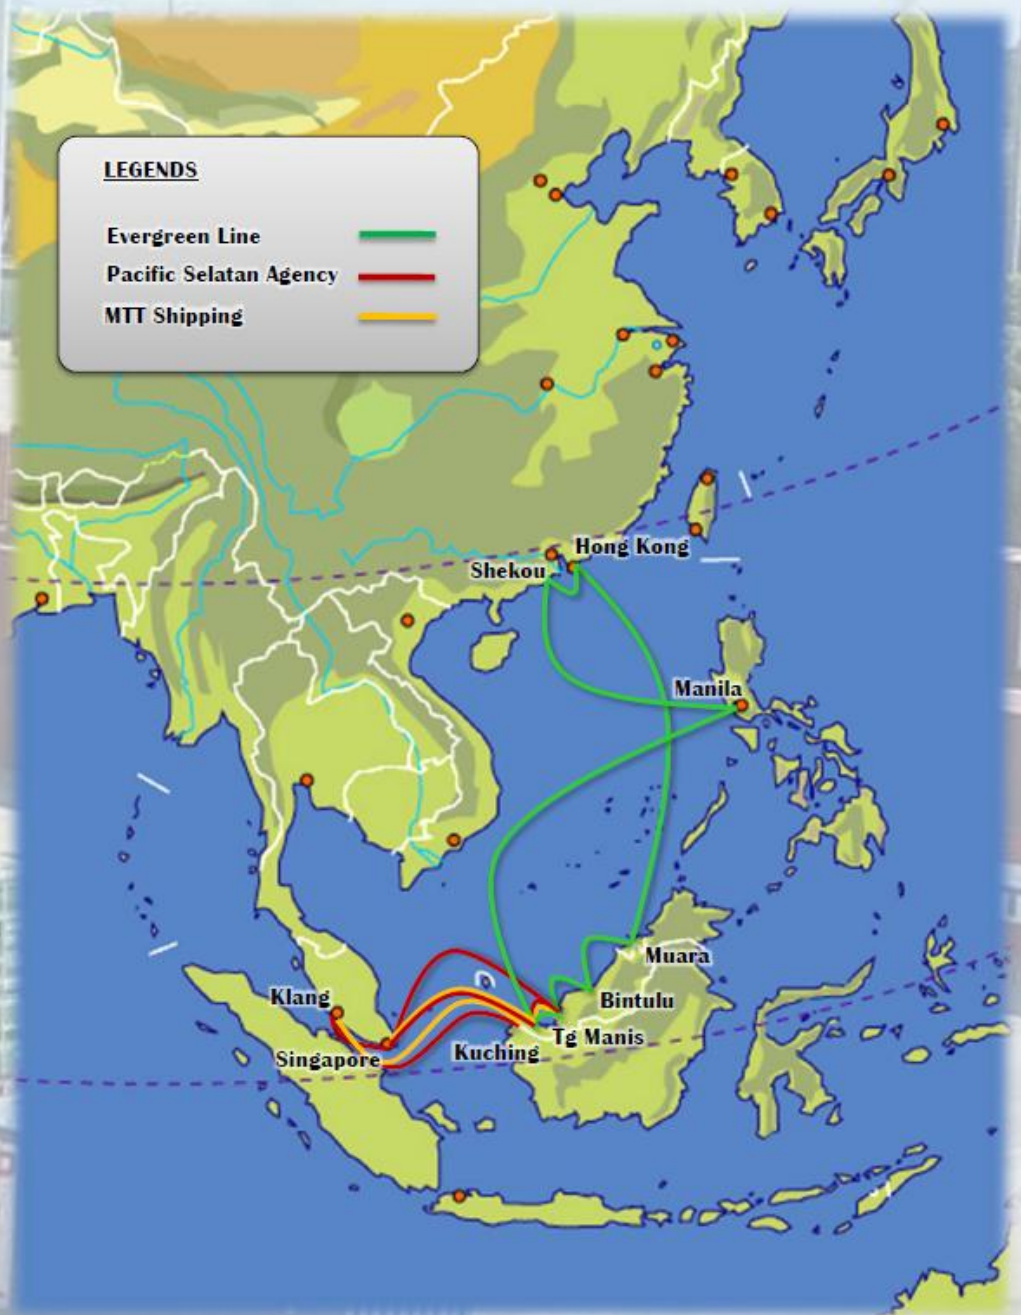 LEGENDS
Evergreen Line
Pacific Selatan Agency
MTT Shipping
Hong Kong
Shekou
Manila
Muara
Klang
Bintulu
Tg Manis
Kuching
Singapore